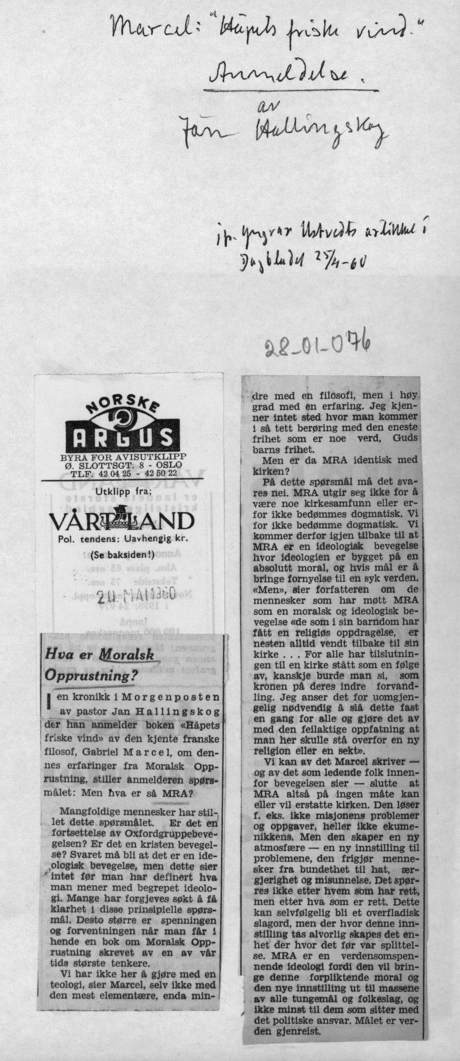 Marcel: "Håpets friske vind."
Anmeldelse.
av
Jan Hallingskog
jfr. Yngvar Ustvedts artikkel i
Dagbladet 25/4-60
28-01-076
NORSKE
ARGUS
BYRA FOR AVISUTKLIPP
Ø. SLOTTSGT. 8 - OSLO
TLF. 42 04 25 - 42 50 22
Utklipp fra:
VÅRT LAND
Pol. tendens: Uavhengig kr.
(Se baksiden!)
20 MAI 1960
Hva er Moralsk
Opprustning?
I en kronikk i Morgenposten
av pastor Jan Hallingskog
der han anmelder boken «Håpets
friske vind» av den kjente franske
filosof, Gabriel Marcel, om den-
nes erfaringer fra Moralsk Opp-
rustning, stiller anmelderen spørs-
målet: Men hva er så MRA?
Mangfoldige mennesker har stil-
let dette spørsmålet. Er det en
fortsettelse av Oxfordgruppebeve-
gelsen? Er det en kristen bevegel-
se? Svaret må bli at det er en ide-
ologisk bevegelse, men dette sier
intet før man har definert hva
man mener med begrepet ideolo-
gi. Mange har forgjeves søkt å få
klarhet i disse prinsipielle spørs-
mål. Desto større er spenningen
og forventningen når man får i
hende en bok om Moralsk Opp-
rustning skrevet av en av vår
tids største tenkere.
Vi har ikke her å gjøre med en
teologi, sier Marcel, selv ikke med
den mest elementære, enda min-
dre med en filosofi, men i høy
grad med en erfaring. Jeg kjen-
ner intet sted hvor man kommer
i så tett berøring med den eneste
frihet som er noe verd, Guds
barns frihet.
Men er da MRA identisk med
kirken?
På dette spørsmål må det sva-
res nei. MRA utgir seg ikke for å
være noe kirkesamfunn eller er-
for ikke bedømmes dogmatisk. Vi
for ikke bedømme dogmatisk. Vi
kommer derfor igjen tilbake til at
MRA er en ideologisk bevegelse
hvor ideologien er bygget på en
absolutt moral, og hvis mål er å
bringe fornyelse til en syk verden.
«Men», sier forfatteren om de
mennesker som har møtt MRA
som en moralsk og ideologisk be-
vegelse «de som i sin barndom har
fått en religiøs oppdragelse, er
nesten alltid vendt tilbake til sin
kirke . . . For alle har tilslutnin-
gen til en kirke stått som en følge
av, kanskje burde man si, som
kronen på deres indre forvand-
ling. Jeg anser det for uomgjen-
gelig nødvendig å slå dette fast
en gang for alle og gjøre det av
med den feilaktige oppfatning at
man her skulle stå overfor en ny
religion eller en sekt».
Vi kan av det Marcel skriver —
og av det som ledende folk innen-
for bevegelsen sier — slutte at
MRA altså på ingen måte kan
eller vil erstatte kirken. Den løser
f. eks. ikke misjonens problemer
og oppgaver, heller ikke ekume-
nikkens. Men den skaper en ny
atmosfære — en ny innstilling til
problemene, den frigjør mennes-
ker fra bundethet til hat, ær-
gjerrighet og misunnelse. Det spør-
res ikke etter hvem som har rett,
men etter hva som er rett. Dette
kan selvfølgelig bli et overfladisk
slagord, men der hvor denne inn-
stilling tas alvorlig skapes det en-
het der hvor det før var splittel-
se. MRA er en verdensomspen-
nende ideologi fordi den vil brin-
ge denne forpliktende moral og
den nye innstilling ut til massene
av alle tungemål og folkeslag, og
ikke minst til dem som sitter med
det politiske ansvar. Målet er ver-
den gjenreist.